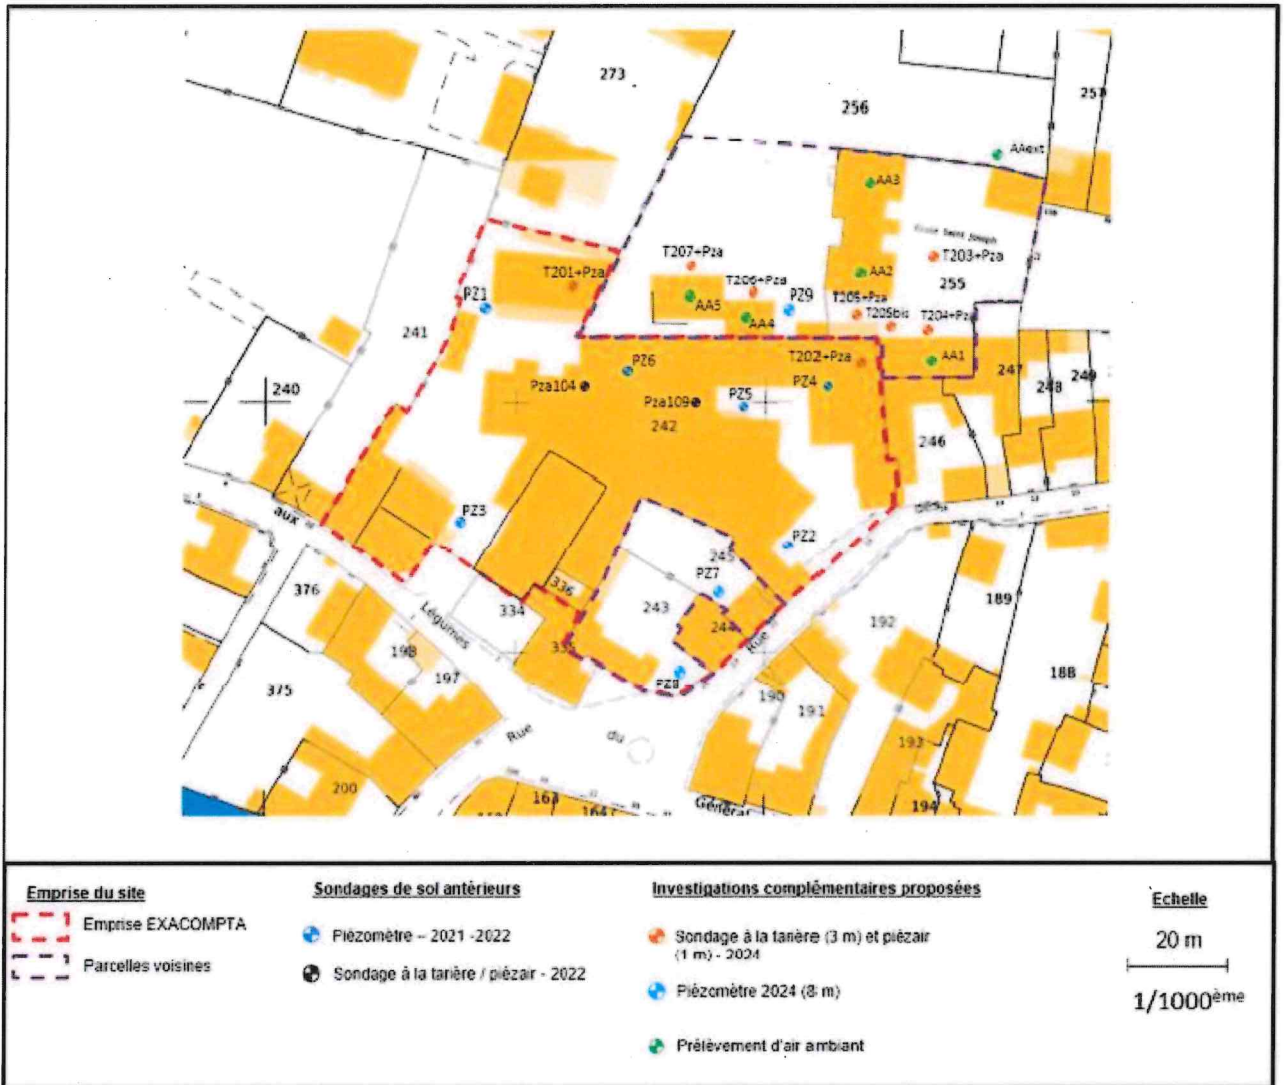 273
256
257
AAext
AA3
Ecole Saint Joseph
T207+Pza
T203+Pza
T201+Pza
T206+Pza
AA2
255
PZ1
AA5
PZ9
T205+Pza
AA4
T205bis
T204+Pza
241
PZ6
T202+Pza
AA1
247
249
248
240
Pza104
Pza109
PZ5
PZ4
242
246
aux
des
PZ3
PZ2
245
PZ7
376
336
334
243
189
Légumes
244
192
Rue
198
197
PZ8
188
375
190
191
Rue
du
193
200
163
164
Général
194
Emprise du site
Emprise EXACOMPTA
Parcelles voisines
Sondages de sol antérieurs
Piézomètre – 2021 -2022
Sondage à la tarière / piézair - 2022
Investigations complémentaires proposées
Sondage à la tarière (3 m) et piézair
(1 m) - 2024
Piézomètre 2024 (8 m)
Prélèvement d'air ambiant
Echelle
20 m
1/1000ème